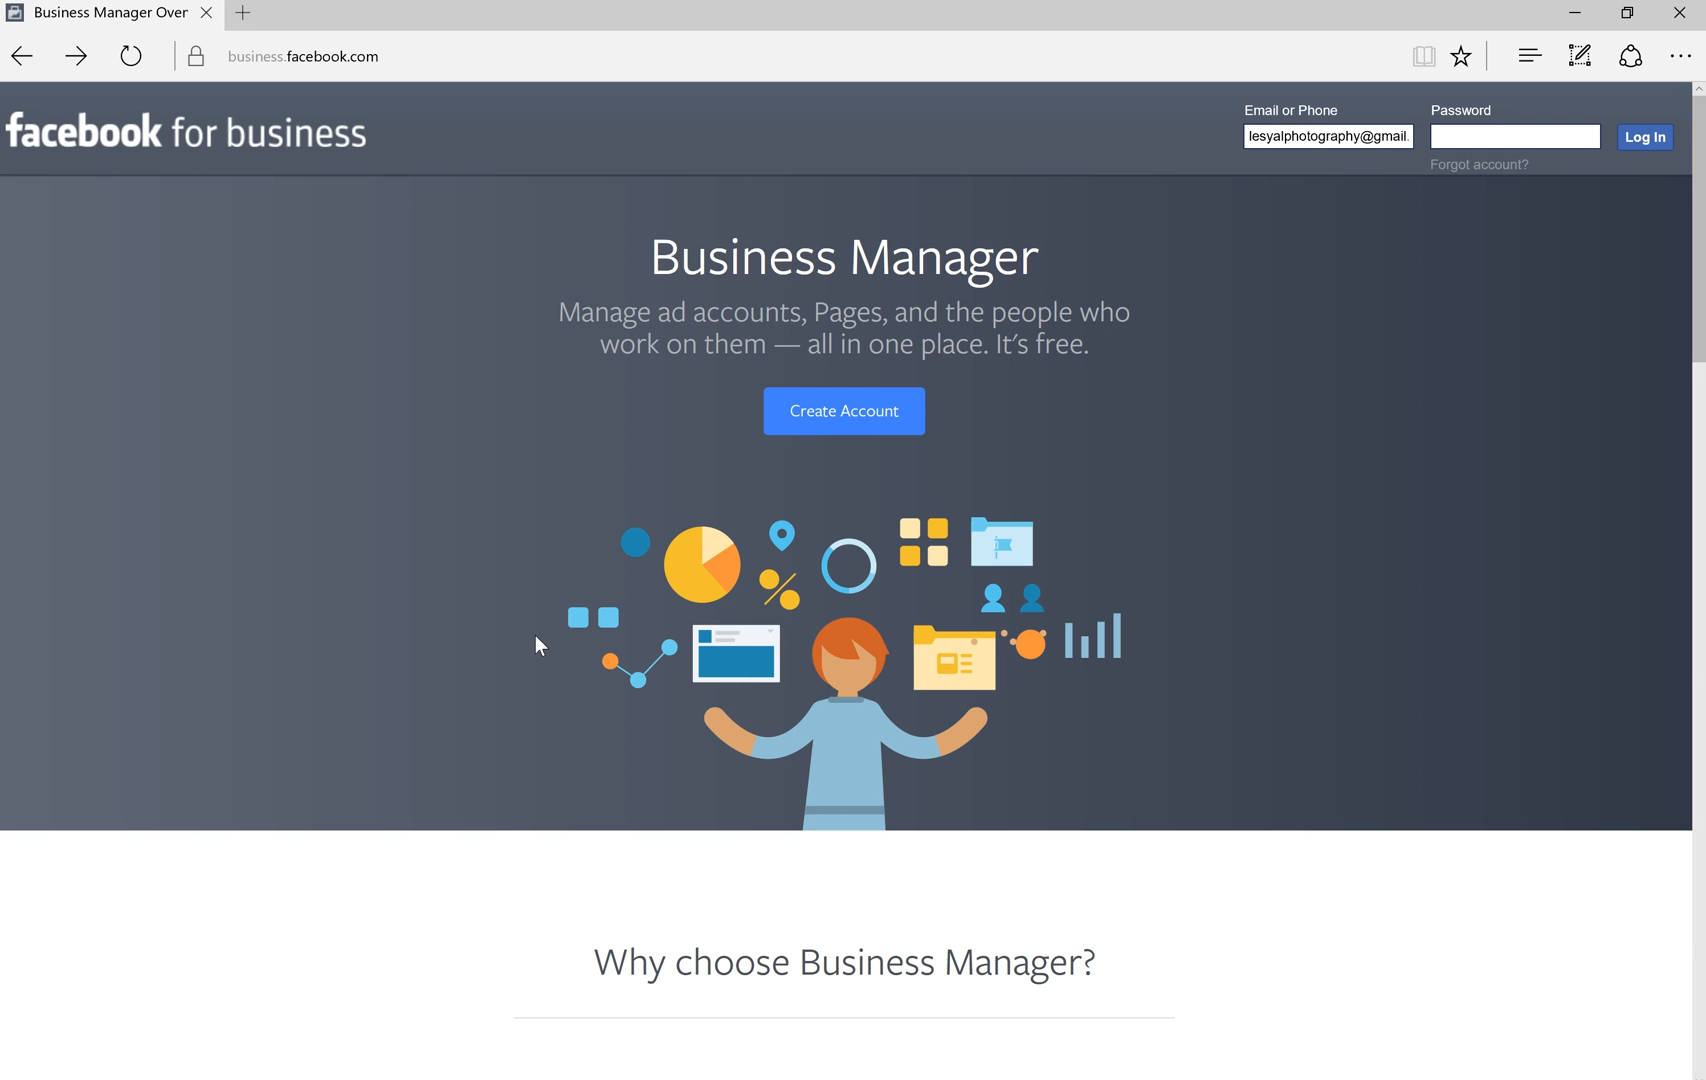 Business Manager Over
business.facebook.com
facebook for business
Email or Phone
Password
lesyalphotography@gmail.
Log In
Forgot account?
Business Manager
Manage ad accounts, Pages, and the people who
work on them — all in one place. It's free.
Create Account
Why choose Business Manager?